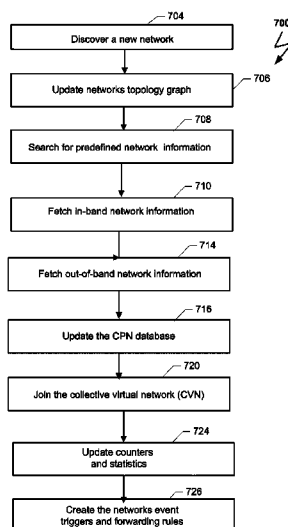 704
700
Discover a new network
Update networks topology graph
706
708
Search for predefined network information
710
Fetch in-band network information
714
Fetch out-of-band network information
716
Update the CPN database
720
Join the collective virtual network (CVN)
724
Update counters
and statistics
726
Create the networks event
triggers and forwarding rules